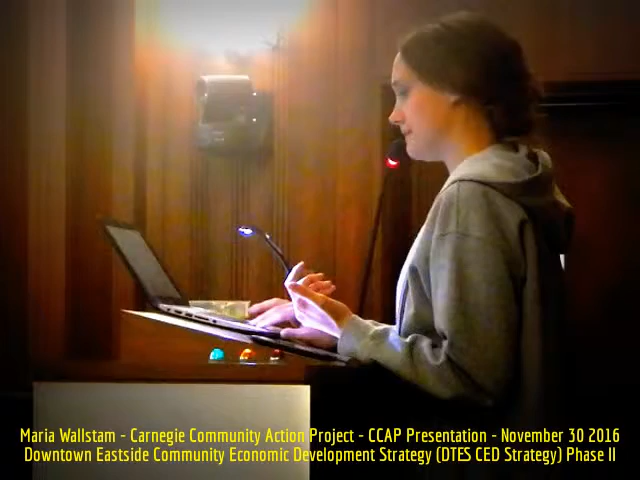 Maria Wallstam - Carnegie Community Action Project - CCAP Presentation - November 30 2016
Downtown Eastside Community Economic Development Strategy (DTES CED Strategy) Phase II